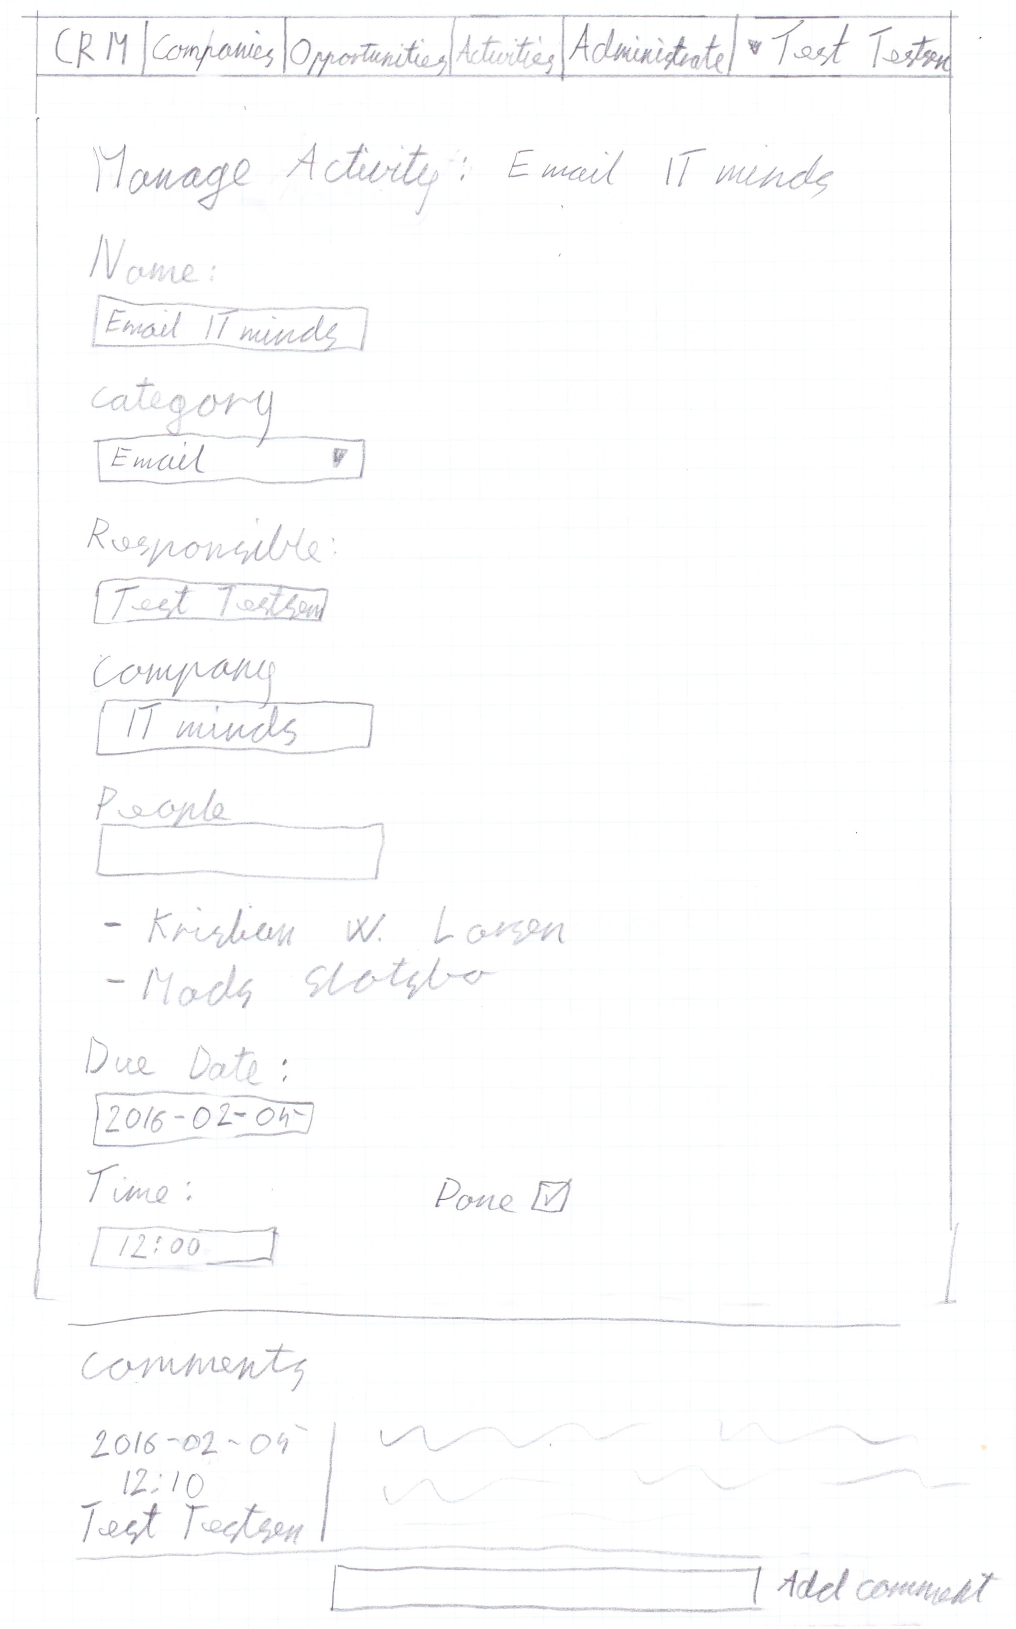 CRM Companies Opportunities Activities Administrate Test Testsen
Manage Activity: Email IT minds
Name:
Email IT minds
Category
Email
Responsible:
Test Testsen
Company
IT minds
People
- Kristian W. Larsen
- Mads Slotsbo
Due Date:
2016-02-05
Time: Done
12:00
Comments
2016-02-05
12:10
Test Testsen
Add comment